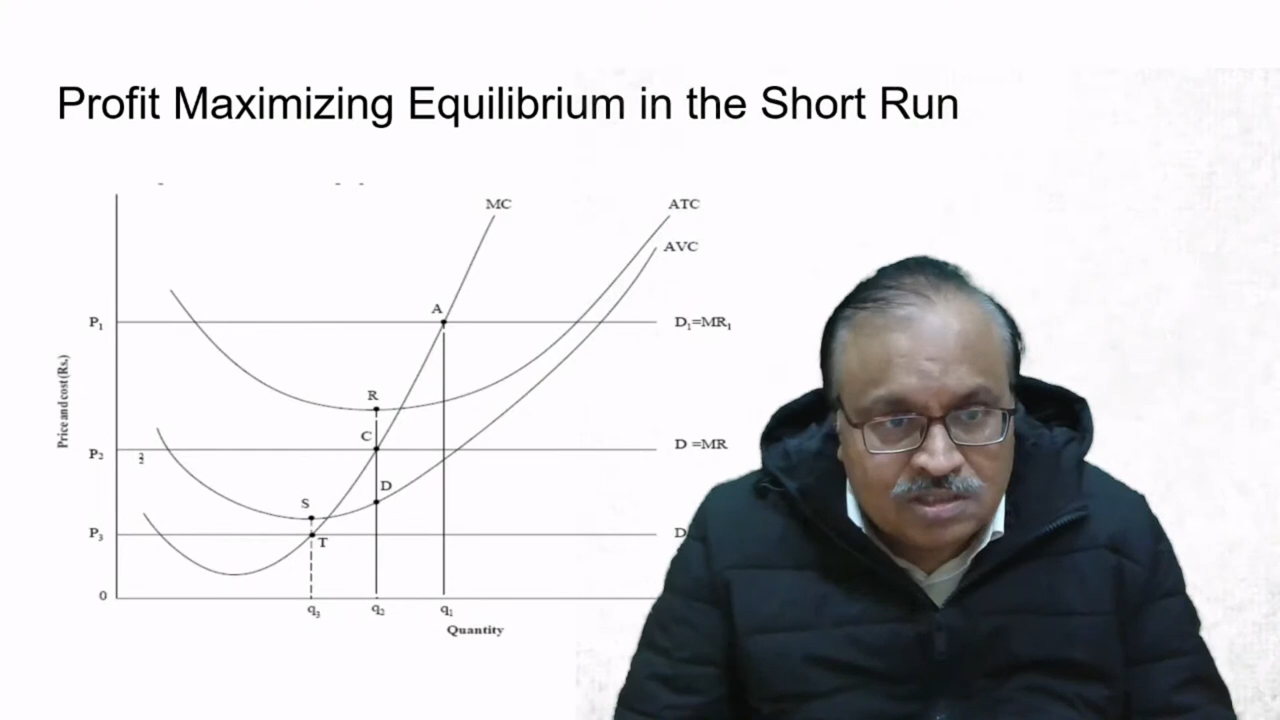 Profit Maximizing Equilibrium in the Short Run
MC
ATC
AVC
A
P₁
D₁=MR₁
R
Price and cost (Rs.)
C
P₂
D =MR
D
S
P₃
T
D
0
q₃
q₂
q₁
Quantity